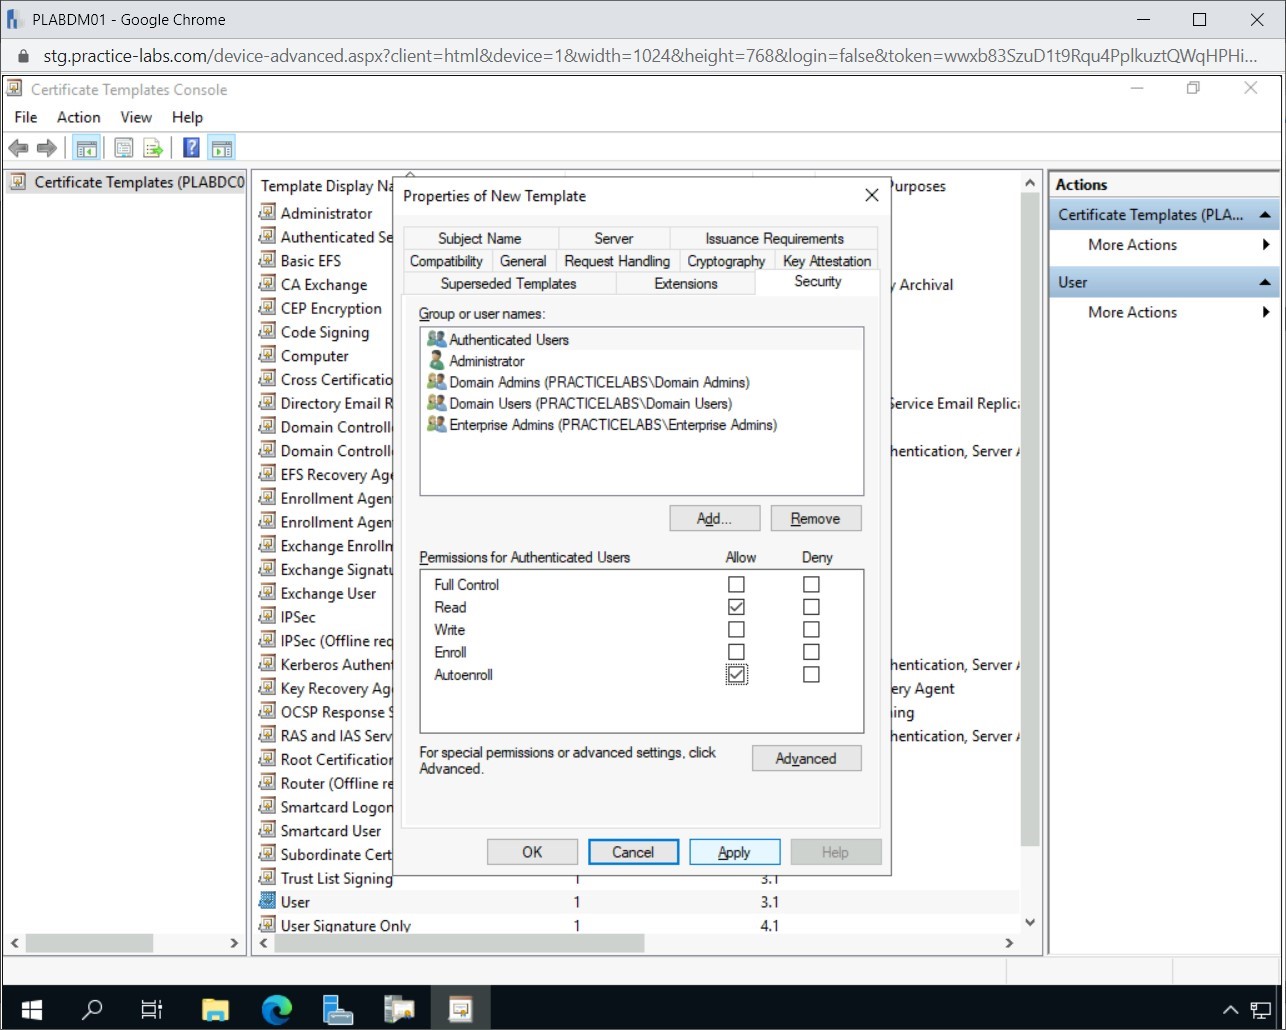 PLABDM01 - Google Chrome
stg.practice-labs.com/device-advanced.aspx?client=html&device=1&width=1024&height=768&login=false&token=wwxb83SzuD1t9Rqu4PplkuztQWqHPHi...
Certificate Templates Console
File Action View Help
Certificate Templates (PLABDC0
Template Display Na
Purposes
Administrator
Authenticated Se
Basic EFS
CA Exchange
y Archival
CEP Encryption
Code Signing
Computer
Cross Certificatio
Directory Email R
Service Email Replica
Domain Controll
Domain Controll
hentication, Server A
EFS Recovery Age
Enrollment Agen
Enrollment Agen
Exchange Enrolln
Exchange Signatu
Exchange User
IPSec
IPSec (Offline req
Kerberos Authent
hentication, Server A
Key Recovery Ag
ery Agent
OCSP Response S
ing
RAS and IAS Serv
hentication, Server A
Root Certification
Router (Offline re
Smartcard Logon
Smartcard User
Subordinate Cert
Trust List Signing 1 3.1
User 1 3.1
User Signature Only 1 4.1
Properties of New Template
Subject Name Server Issuance Requirements
Compatibility General Request Handling Cryptography Key Attestation
Superseded Templates Extensions Security
Group or user names:
Authenticated Users
Administrator
Domain Admins (PRACTICELABS\Domain Admins)
Domain Users (PRACTICELABS\Domain Users)
Enterprise Admins (PRACTICELABS\Enterprise Admins)
Add... Remove
Permissions for Authenticated Users Allow Deny
Full Control
Read
Write
Enroll
Autoenroll
For special permissions or advanced settings, click
Advanced.
Advanced
OK Cancel Apply Help
Actions
Certificate Templates (PLA...
More Actions
User
More Actions